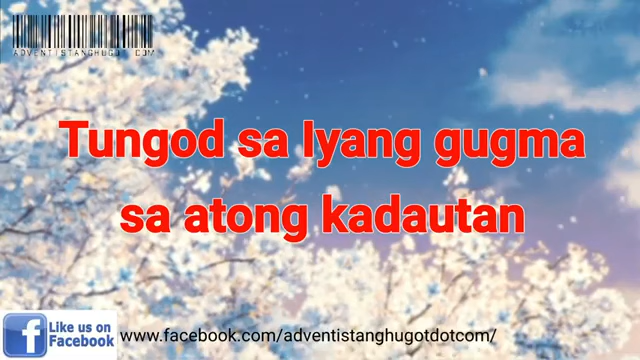 ADVENTISTANGHUGOT COM
Tungod sa Iyang gugma
sa atong kadautan
Like us on
Facebook
www.facebook.com/adventistanghugotdotcom/